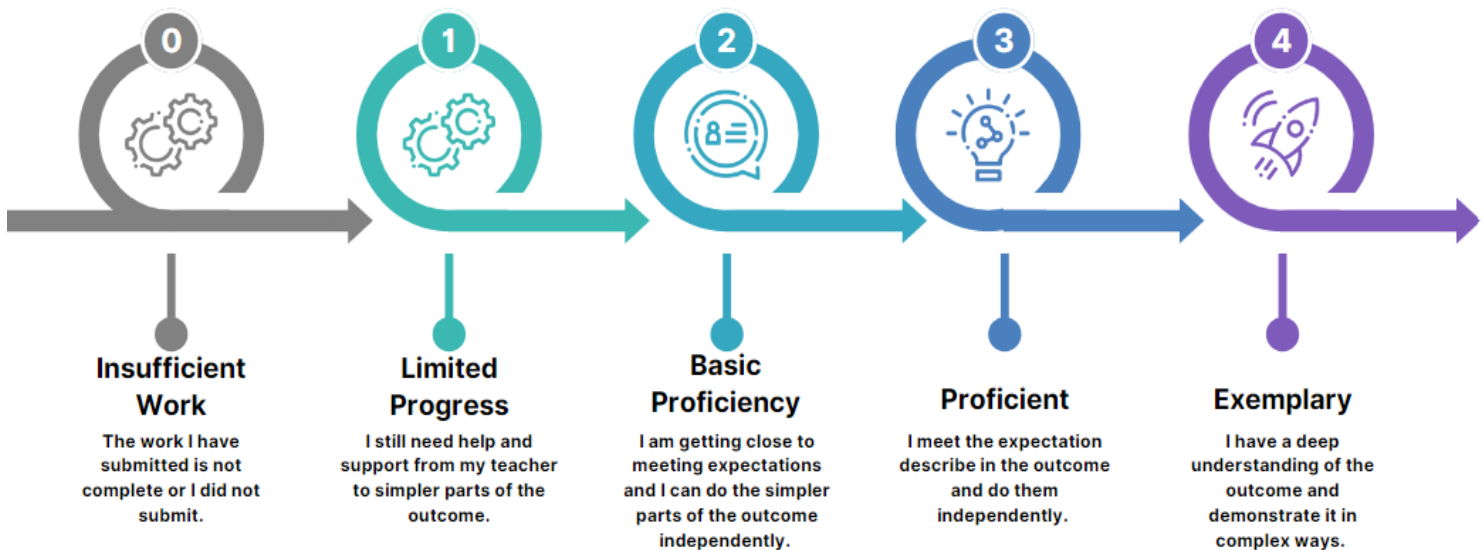 0
1
2
3
4
Insufficient
Work
The work I have
submitted is not
complete or I did not
submit.
Limited
Progress
I still need help and
support from my teacher
to simpler parts of the
outcome.
Basic
Proficiency
I am getting close to
meeting expectations
and I can do the simpler
parts of the outcome
independently.
Proficient
I meet the expectation
describe in the outcome
and do them
independently.
Exemplary
I have a deep
understanding of the
outcome and
demonstrate it in
complex ways.